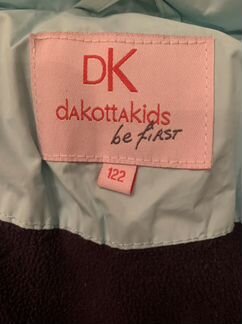 DK
dAKottAKids
be fiRST
122